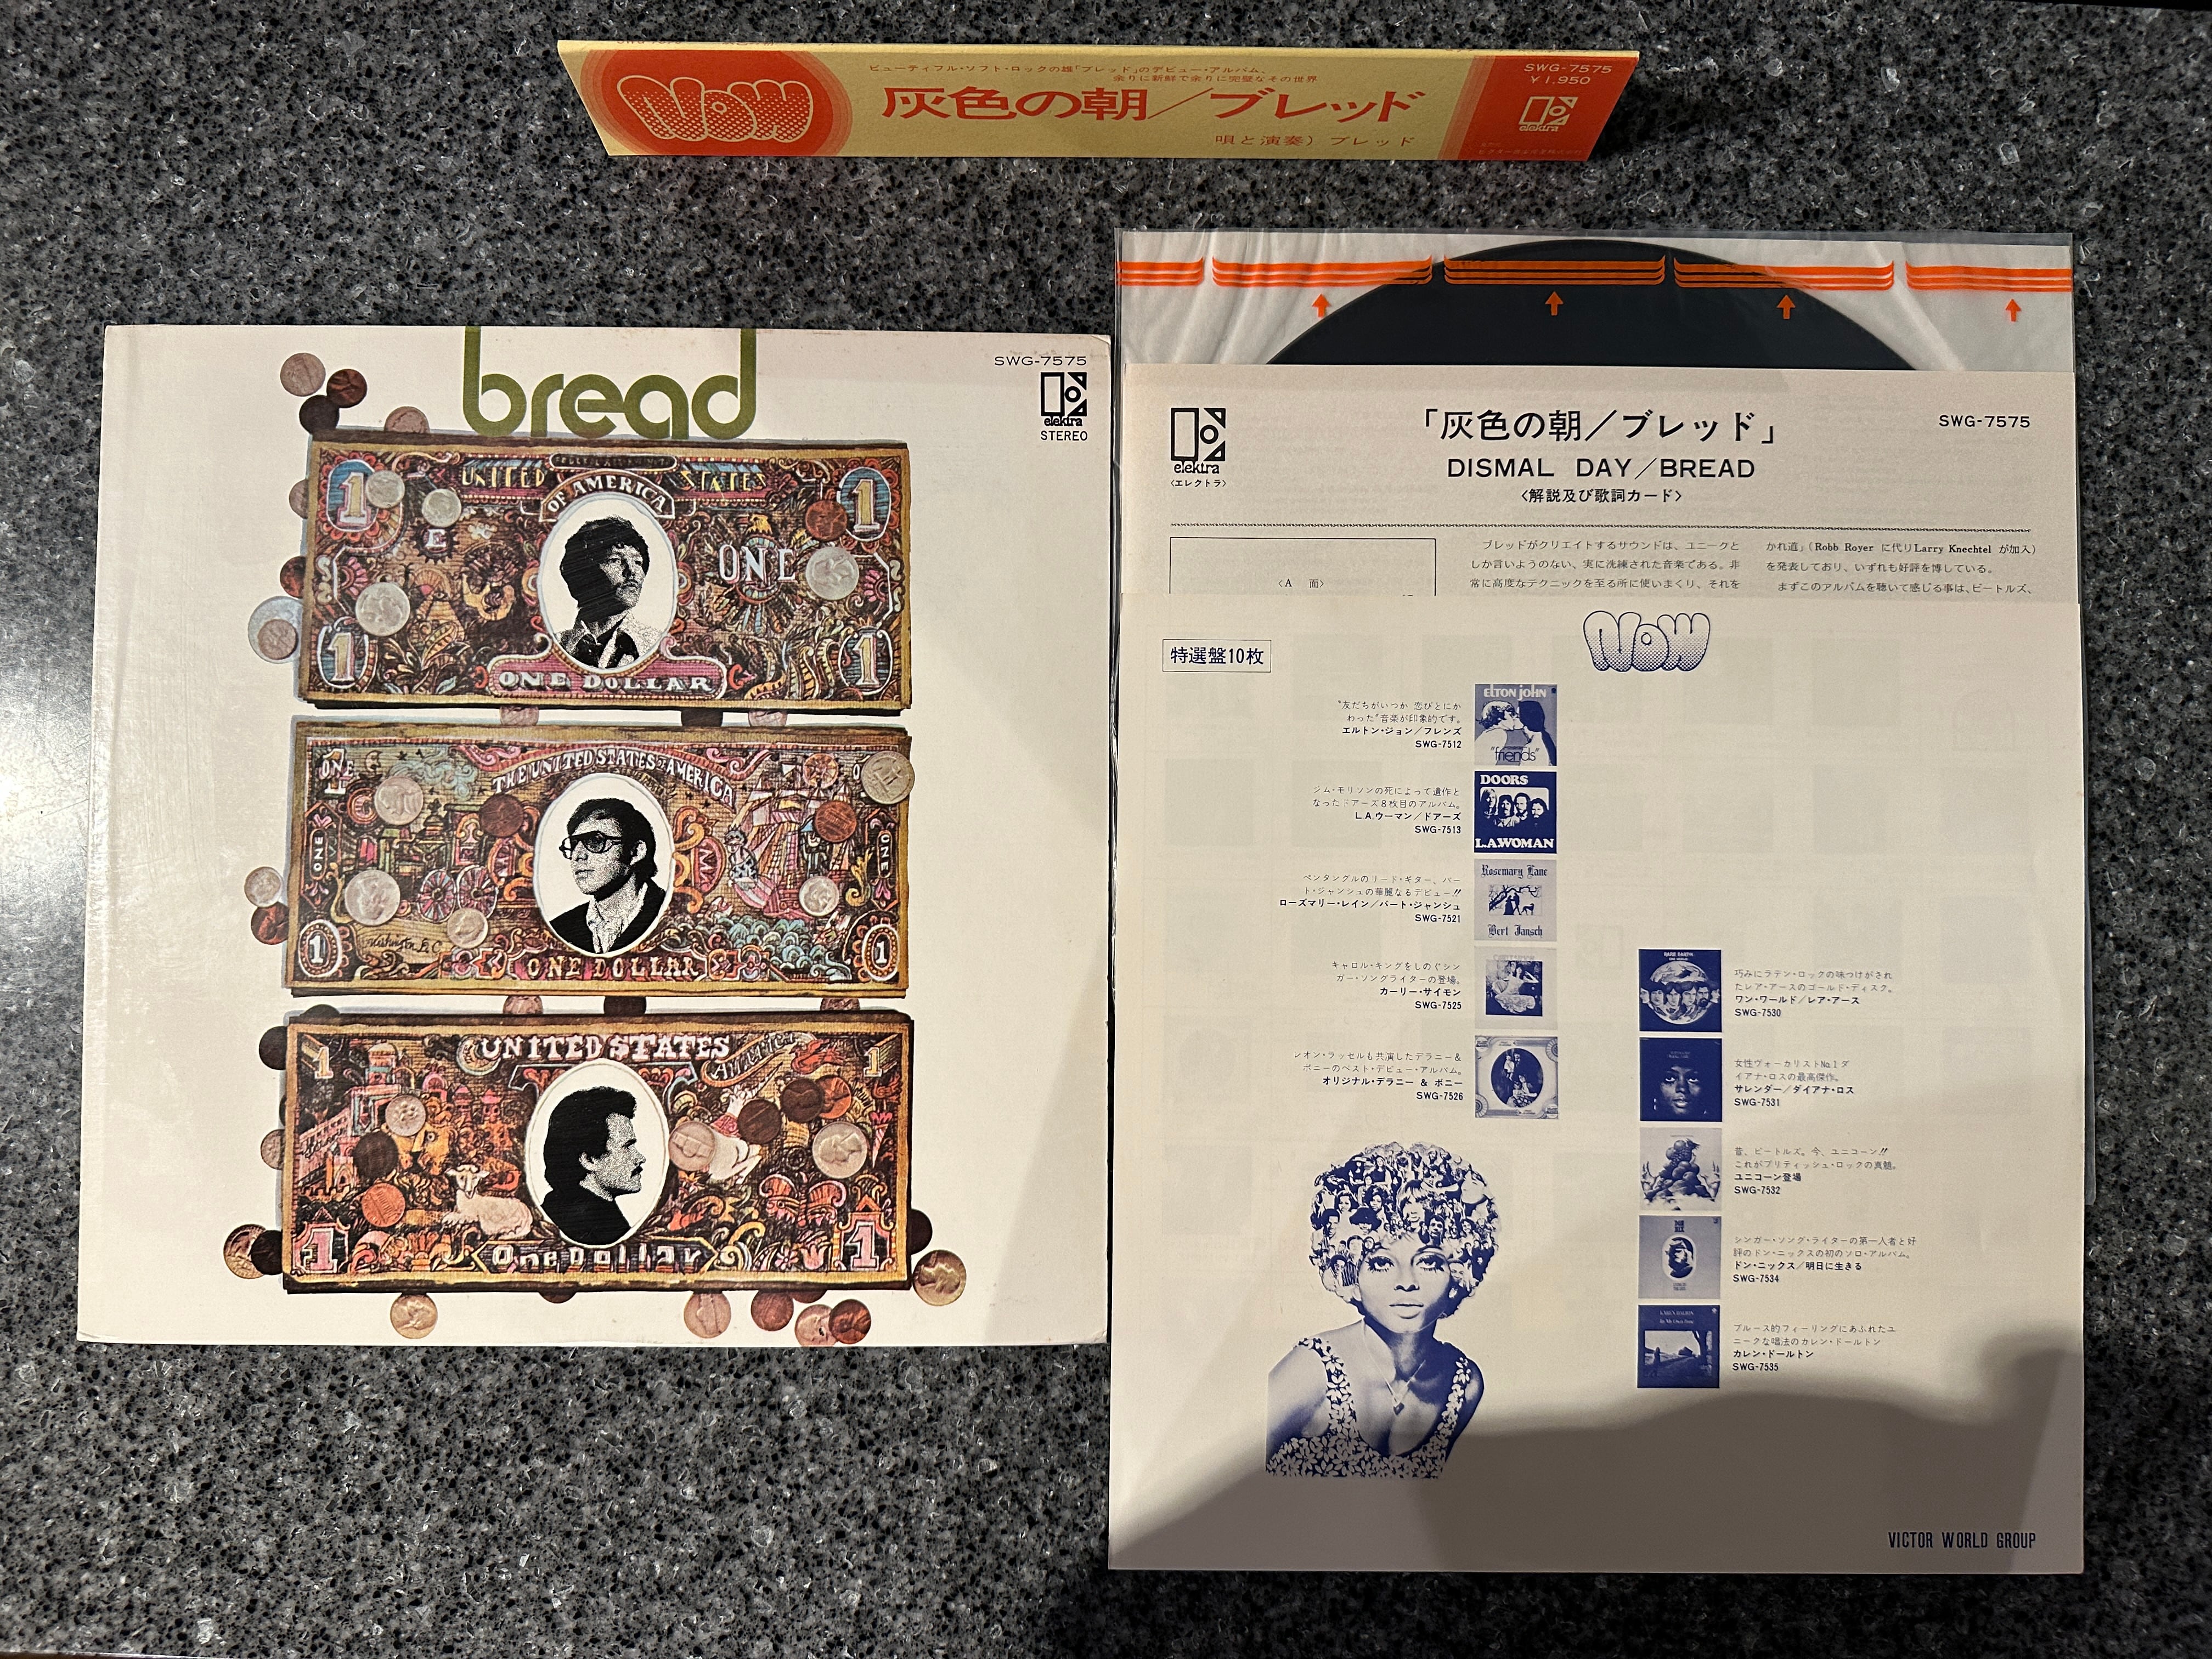 NOW
ビューティフル・ソフト・ロックの雄「ブレッド」のデビュー・アルバム、
余りに新鮮で余りに完璧なその世界
灰色の朝／ブレッド
唄と演奏）ブレッド
SWG-7575
¥1,950
elektra
bread
SWG-7575
elektra
STEREO
UNITED STATES
OF AMERICA
1
1
ONE
1
1
ONE DOLLAR
ONE
THE UNITED STATES OF AMERICA
ONE
ONE
Washington, D.C.
1
ONE DOLLAR
1
UNITED STATES
America
1
1
1
One Dollar
1
elektra
〈エレクトラ〉
「灰色の朝／ブレッド」
DISMAL DAY／BREAD
〈解説及び歌詞カード〉
SWG-7575
〈A 面〉
ブレッドがクリエイトするサウンドは、ユニークと
しか言いようのない、実に洗練された音楽である。非
常に高度なテクニックを至る所に使いまくり、それを
かれ道」(Robb Royer に代りLarry Knechtel が加入)
を発表しており、いずれも好評を博している。
まずこのアルバムを聴いて感じる事は、ビートルズ、
NOW
特選盤10枚
"友だちがいつか 恋びとにか
わった"音楽が印象的です。
エルトン・ジョン／フレンズ
SWG-7512
ELTON JOHN
"friends"
ジム・モリソンの死によって遺作と
なったドアーズ8枚目のアルバム。
L.A.ウーマン／ドアーズ
SWG-7513
DOORS
L.A.WOMAN
ペンタングルのリード・ギター、バー
ト・ジャンシュの華麗なるデビュー!!
ローズマリー・レイン／バート・ジャンシュ
SWG-7521
Rosemary Lane
Bert Jansch
キャロル・キングをしのぐシン
ガー・ソングライターの登場。
カーリー・サイモン
SWG-7525
レオン・ラッセルも共演したデラニー＆
ボニーのベスト・デビュー・アルバム。
オリジナル・デラニー ＆ ボニー
SWG-7526
RARE EARTH
巧みにラテン・ロックの味つけがされ
たレア・アースのゴールド・ディスク。
ワン・ワールド／レア・アース
SWG-7530
女性ヴォーカリストNo.1 ダ
イアナ・ロスの最高傑作。
サレンダー／ダイアナ・ロス
SWG-7531
昔、ビートルズ。今、ユニコーン!!
これがブリティッシュ・ロックの真髄。
ユニコーン登場
SWG-7532
シンガー・ソング・ライターの第一人者と好
評のドン・ニックスの初のソロ・アルバム。
ドン・ニックス／明日に生きる
SWG-7534
KAREN DALTON
In My Own Time
ブルース的フィーリングにあふれたユ
ニークな唱法のカレン・ドールトン
カレン・ドールトン
SWG-7535
VICTOR WORLD GROUP